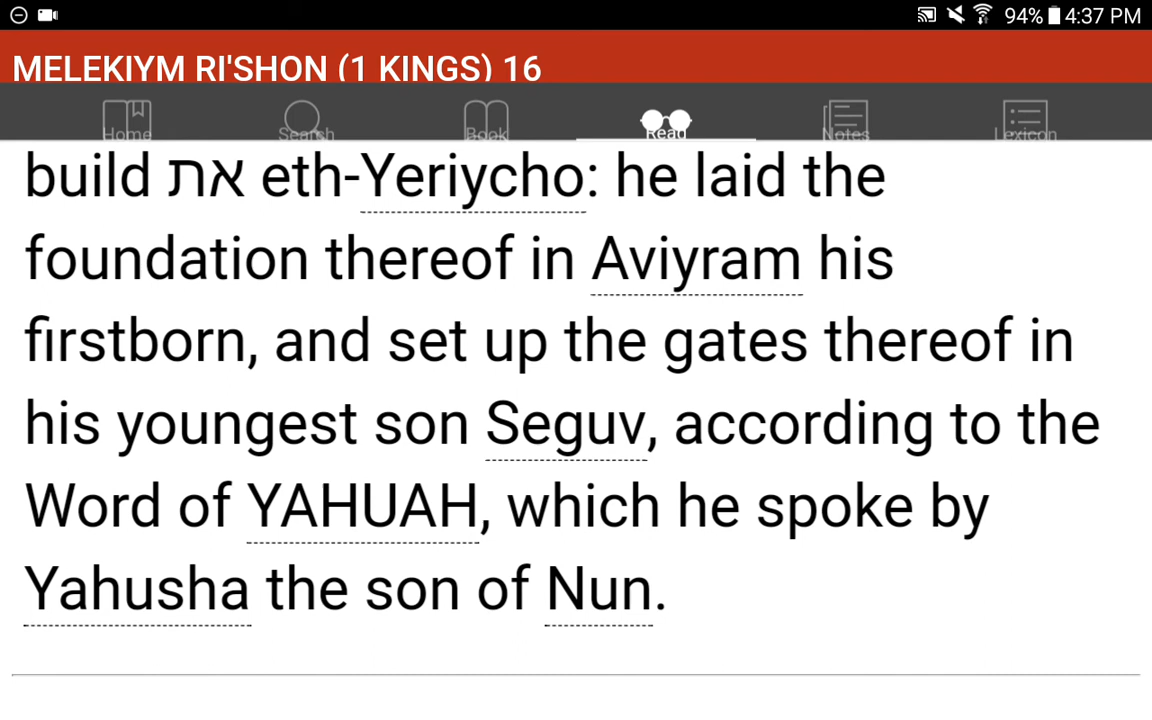 94% 4:37 PM
MELEKIYM RI'SHON (1 KINGS) 16
Home Search Book Read Notes Lexicon
build את eth-Yeriycho: he laid the
foundation thereof in Aviyram his
firstborn, and set up the gates thereof in
his youngest son Seguv, according to the
Word of YAHUAH, which he spoke by
Yahusha the son of Nun.